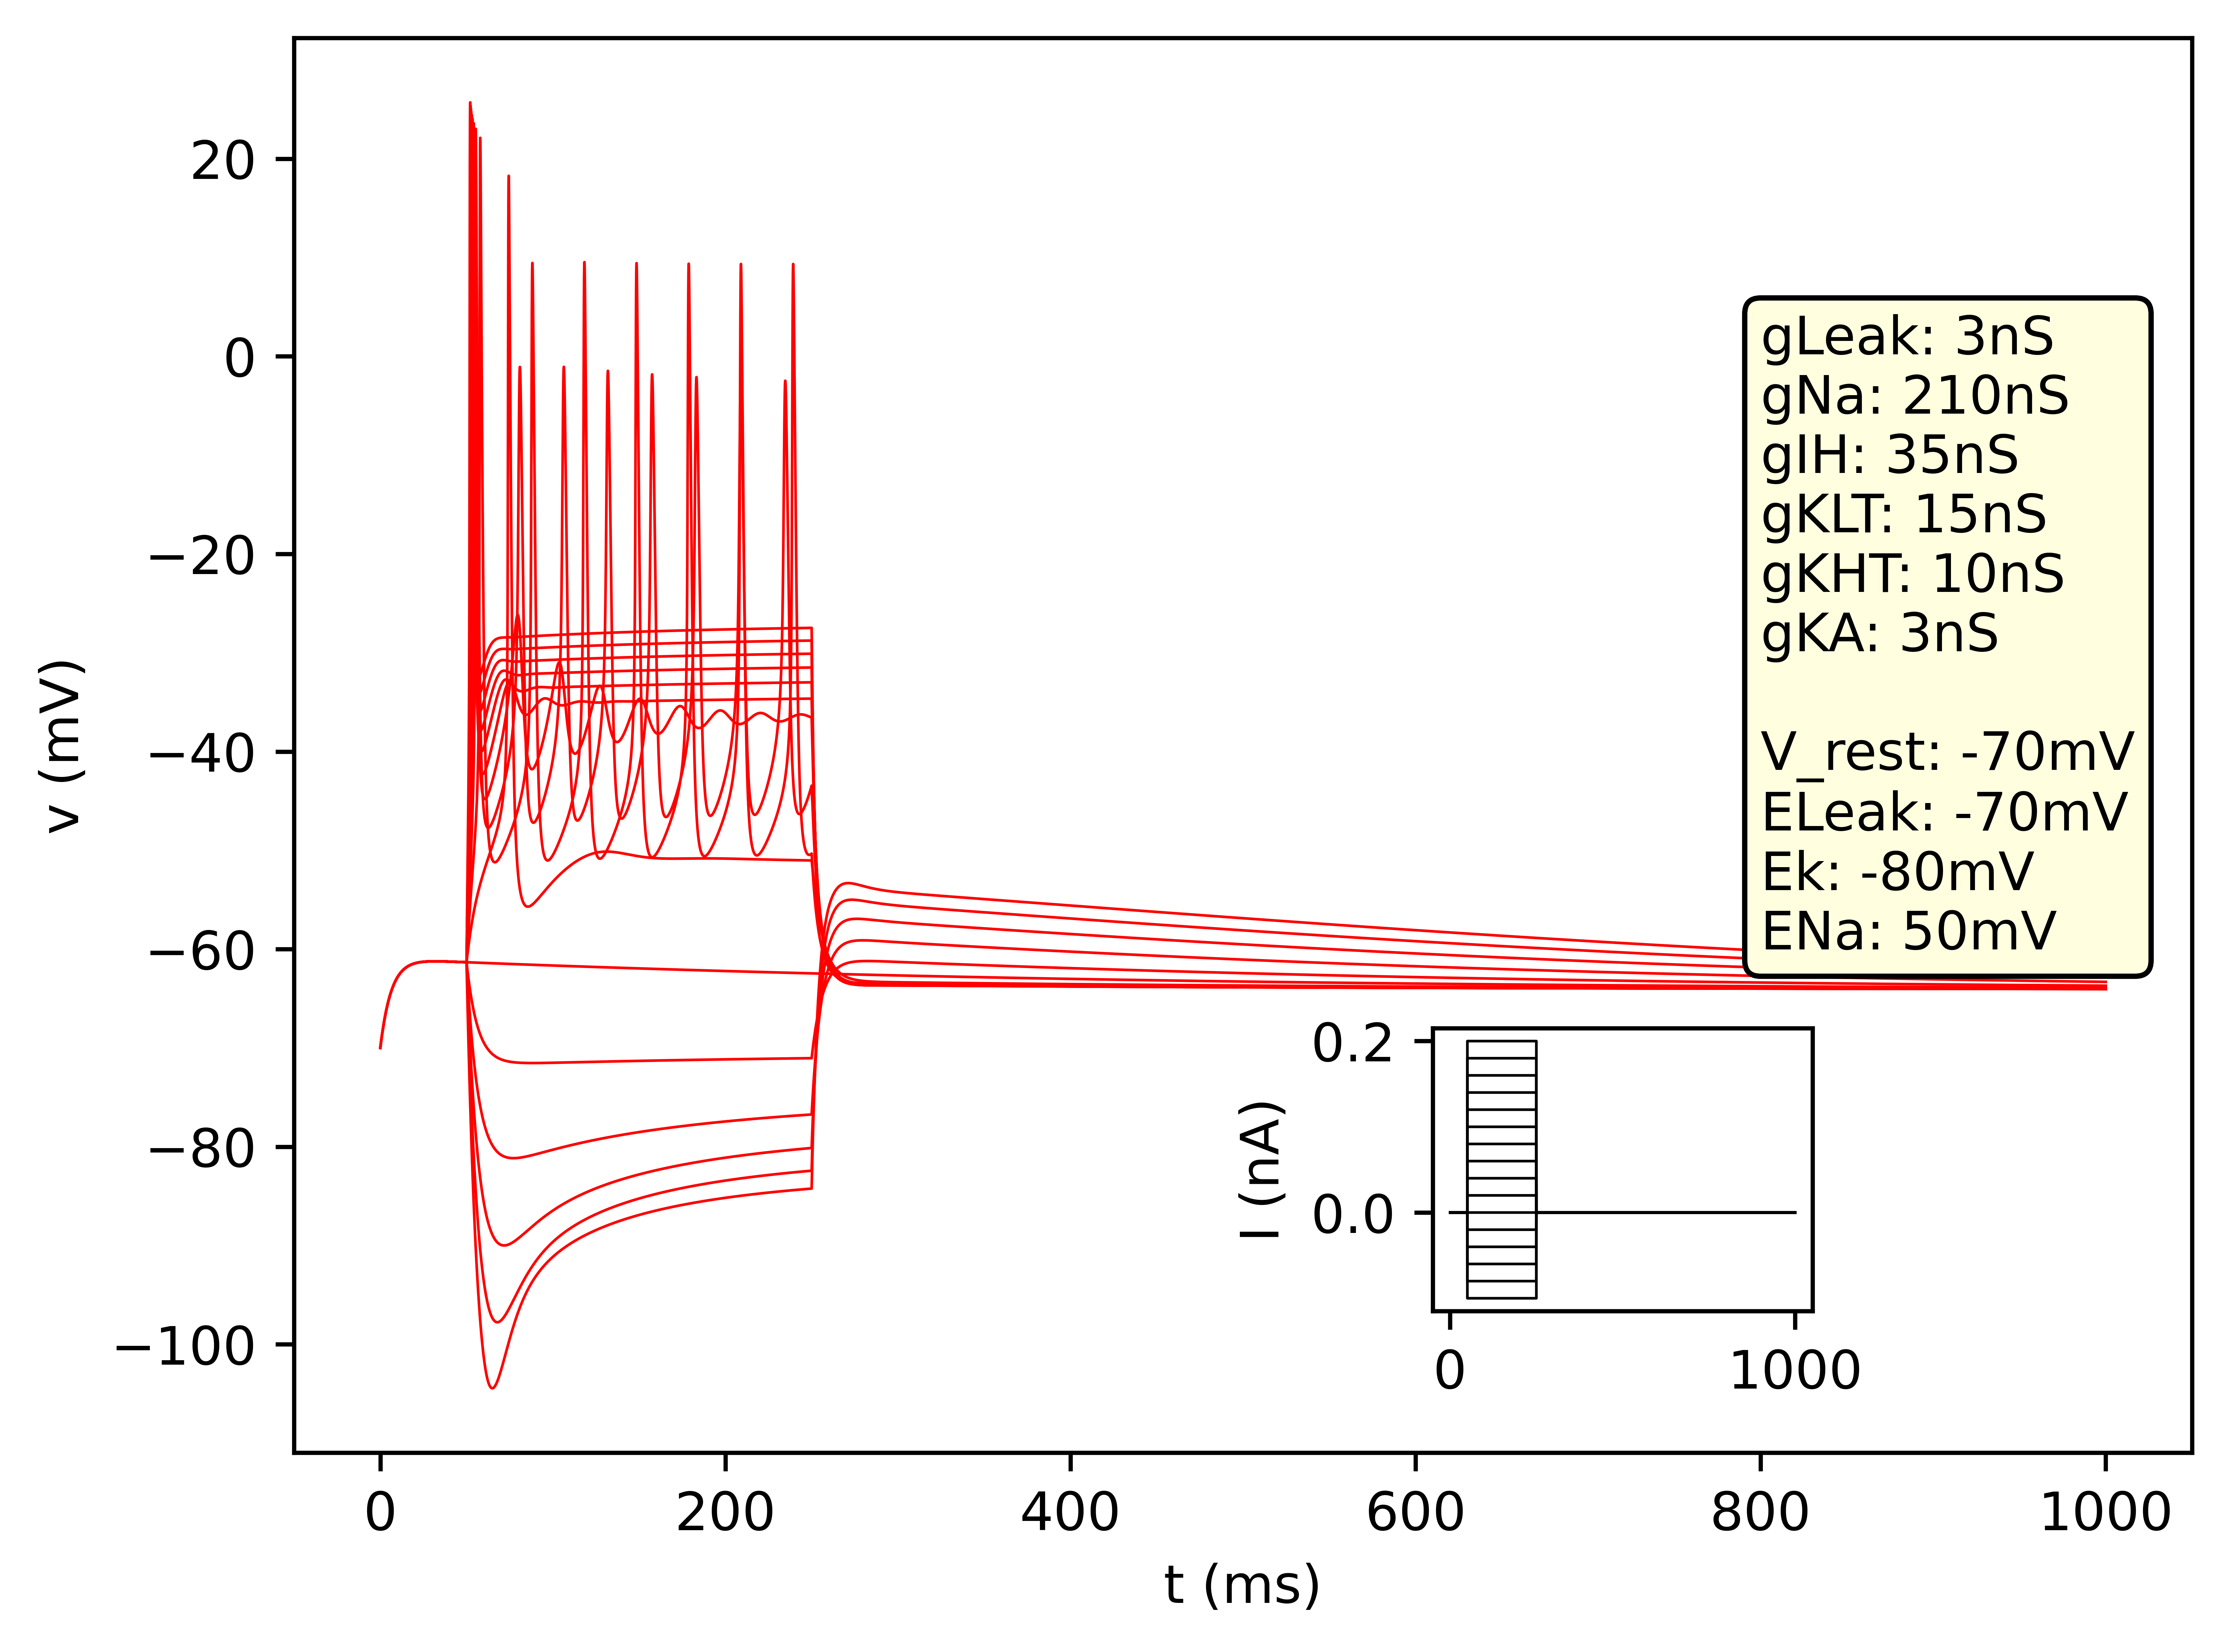 20
0
−20
−40
−60
−80
−100
v (mV)
0
200
400
600
800
1000
t (ms)
gLeak: 3nS
gNa: 210nS
gIH: 35nS
gKLT: 15nS
gKHT: 10nS
gKA: 3nS
V_rest: -70mV
ELeak: -70mV
Ek: -80mV
ENa: 50mV
0.2
0.0
I (nA)
0
1000